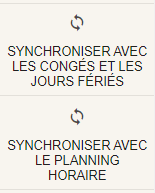 SYNCHRONISER AVEC
LES CONGÉS ET LES
JOURS FÉRIÉS
SYNCHRONISER AVEC
LE PLANNING
HORAIRE